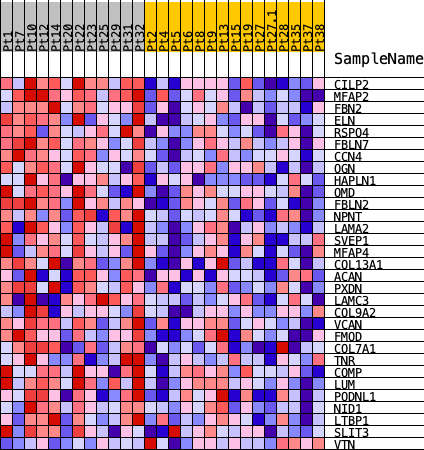 Pt1
Pt7
Pt10
Pt12
Pt14
Pt20
Pt22
Pt23
Pt25
Pt29
Pt31
Pt32
Pt2
Pt4
Pt5
Pt6
Pt8
Pt11
Pt13
Pt15
Pt19
Pt27
Pt27.1
Pt28
Pt37
Pt38
SampleName
CILP2
MFAP2
FBN2
ELN
RSPO4
FBLN7
CCN4
OGN
HAPLN1
OMD
FBLN2
NPNT
LAMA2
SVEP1
MFAP4
COL13A1
ACAN
PXDN
LAMC3
COL9A2
VCAN
FMOD
COL7A1
TNR
COMP
LUM
PODNL1
NID1
LTBP1
SLIT3
VTN